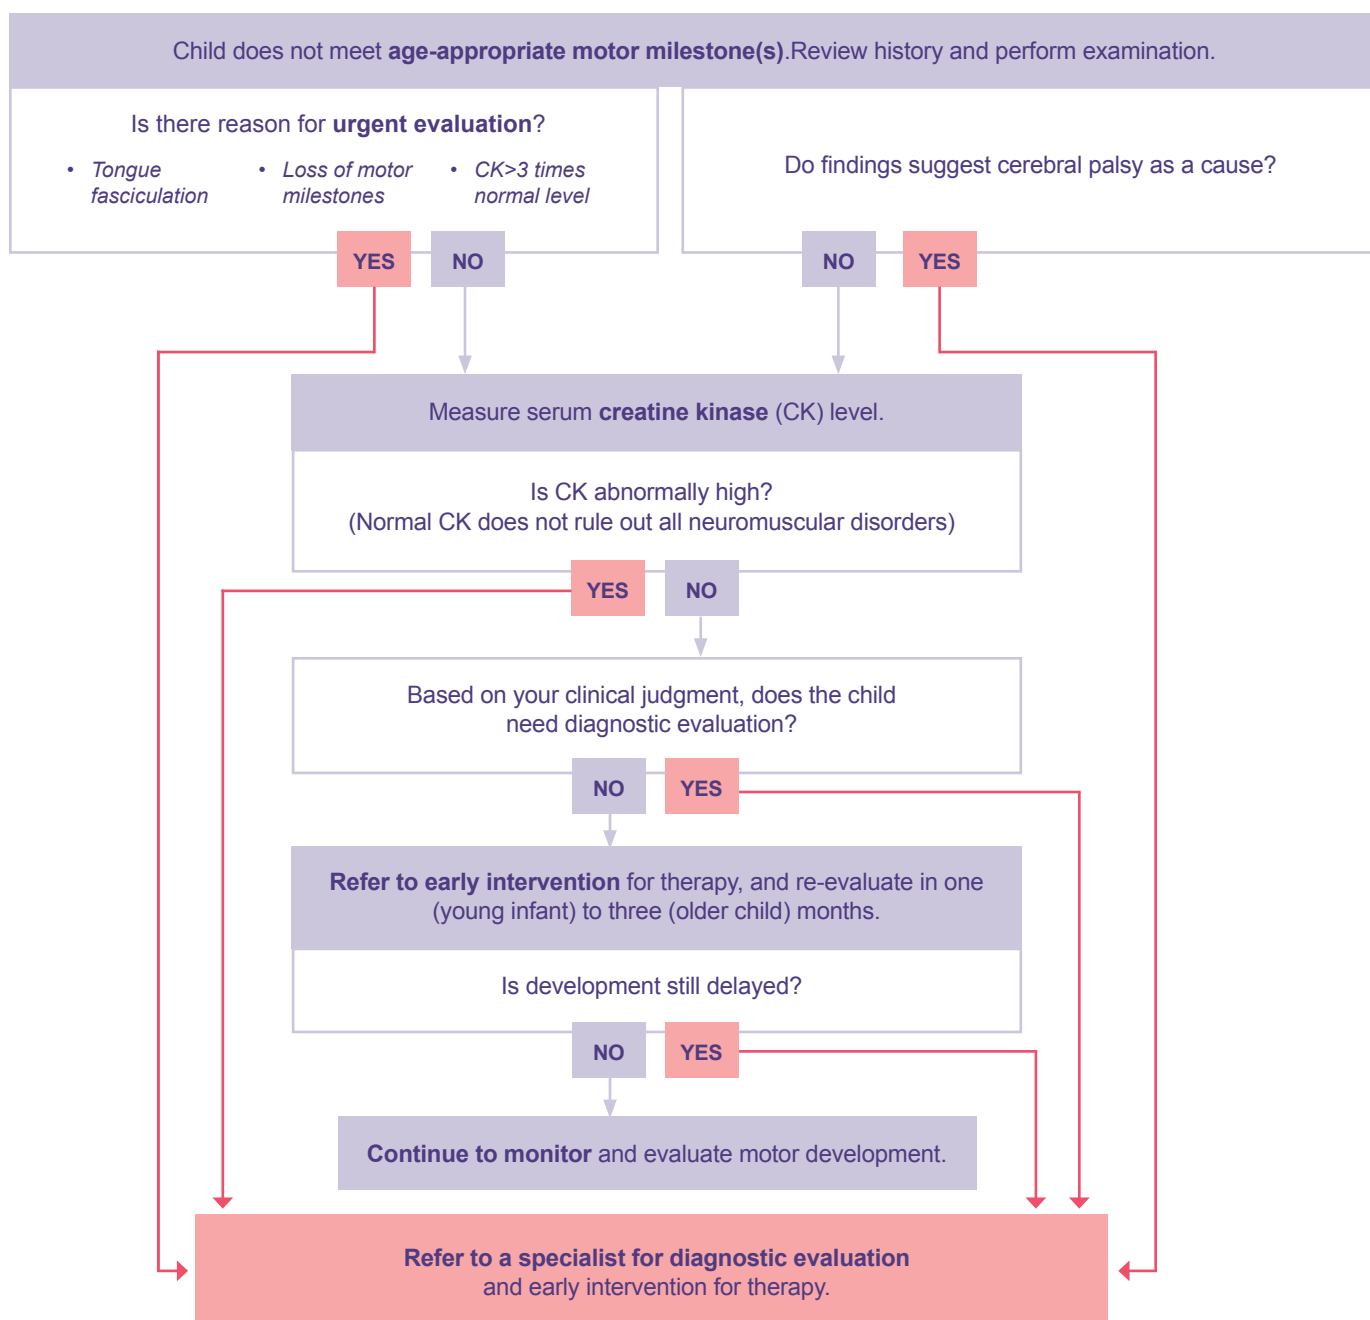 Child does not meet age-appropriate motor milestone(s).Review history and perform examination.
Is there reason for urgent evaluation?
• Tongue
fasciculation
• Loss of motor
milestones
• CK>3 times
normal level
YES
NO
Do findings suggest cerebral palsy as a cause?
NO
YES
Measure serum creatine kinase (CK) level.
Is CK abnormally high?
(Normal CK does not rule out all neuromuscular disorders)
YES
NO
Based on your clinical judgment, does the child
need diagnostic evaluation?
NO
YES
Refer to early intervention for therapy, and re-evaluate in one
(young infant) to three (older child) months.
Is development still delayed?
NO
YES
Continue to monitor and evaluate motor development.
Refer to a specialist for diagnostic evaluation
and early intervention for therapy.